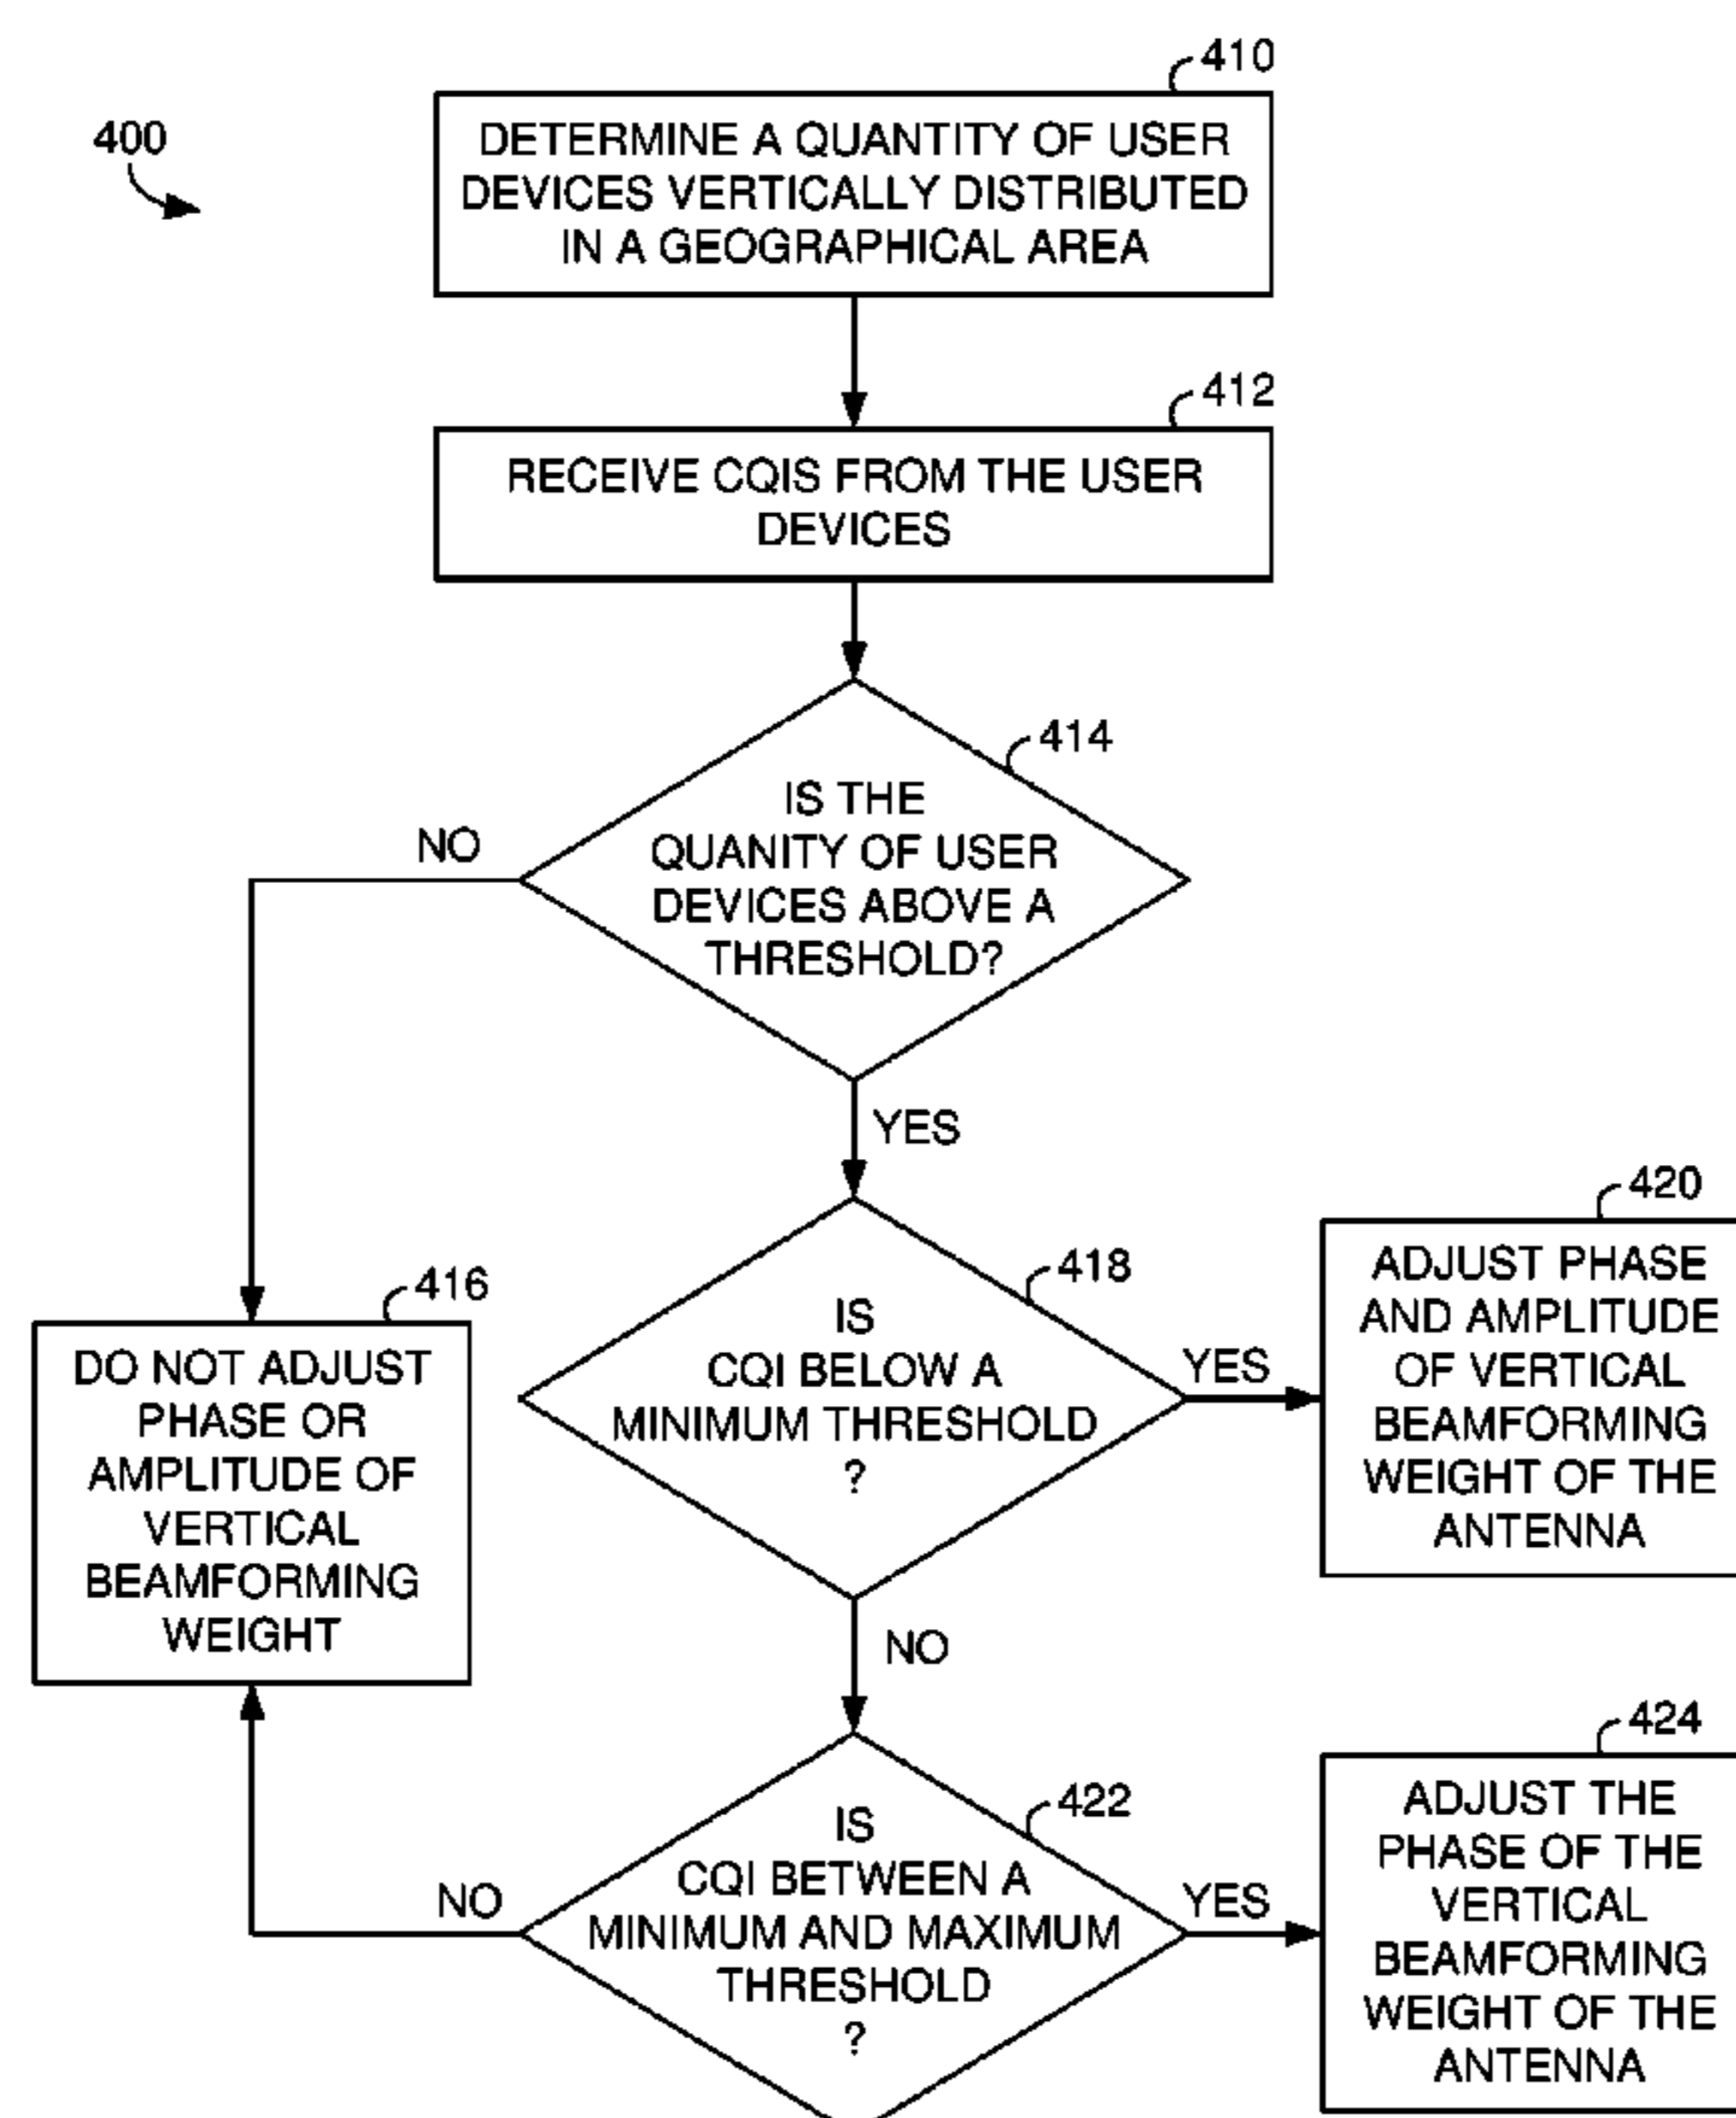 400
410
DETERMINE A QUANTITY OF USER
DEVICES VERTICALLY DISTRIBUTED
IN A GEOGRAPHICAL AREA
412
RECEIVE CQIS FROM THE USER
DEVICES
414
IS THE
QUANITY OF USER
DEVICES ABOVE A
THRESHOLD?
NO
YES
416
DO NOT ADJUST
PHASE OR
AMPLITUDE OF
VERTICAL
BEAMFORMING
WEIGHT
418
IS
CQI BELOW A
MINIMUM THRESHOLD
?
YES
NO
420
ADJUST PHASE
AND AMPLITUDE
OF VERTICAL
BEAMFORMING
WEIGHT OF THE
ANTENNA
422
IS
CQI BETWEEN A
MINIMUM AND MAXIMUM
THRESHOLD
?
NO
YES
424
ADJUST THE
PHASE OF THE
VERTICAL
BEAMFORMING
WEIGHT OF THE
ANTENNA